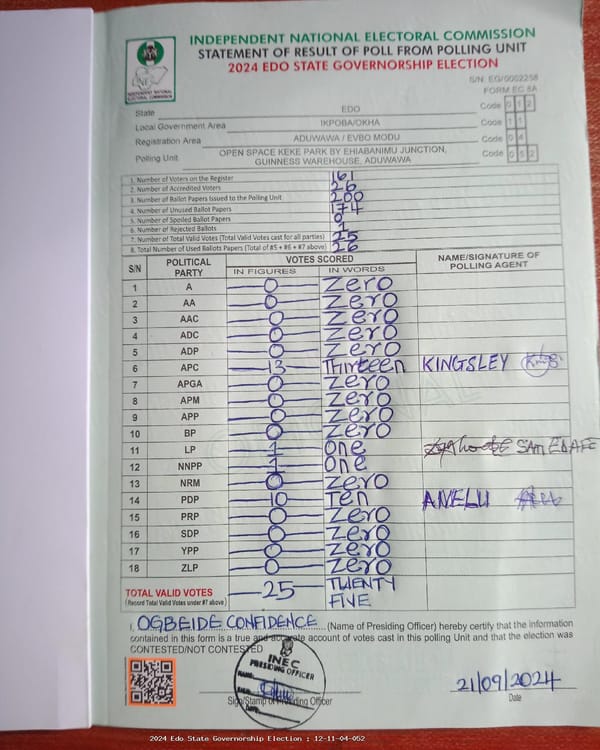 INDEPENDENT NATIONAL ELECTORAL COMMISSION
STATEMENT OF RESULT OF POLL FROM POLLING UNIT
2024 EDO STATE GOVERNORSHIP ELECTION
INDEPENDENT NATIONAL ELECTORAL COMMISSION
S/N: EG/0002258
FORM EC 8A
State EDO Code 0 1 2
Local Government Area IKPOBA/OKHA Code 1 1
Registration Area ADUWAWA / EVBO MODU Code 0 4
Polling Unit OPEN SPACE KEKE PARK BY EHIABANIMU JUNCTION, GUINNESS WAREHOUSE, ADUWAWA Code 0 5 2
1. Number of Voters on the Register 161
2. Number of Accredited Voters 26
3. Number of Ballot Papers Issued to the Polling Unit 200
4. Number of Unused Ballot Papers 174
5. Number of Spoiled Ballot Papers 0
6. Number of Rejected Ballots 1
7. Number of Total Valid Votes (Total Valid Votes cast for all parties) 25
8. Total Number of Used Ballots Papers (Total of #5 + #6 + #7 above) 26
S/N POLITICAL PARTY VOTES SCORED NAME/SIGNATURE OF POLLING AGENT
IN FIGURES IN WORDS
1 A 0 Zero
2 AA 0 Zero
3 AAC 0 Zero
4 ADC 0 Zero
5 ADP 0 Zero
6 APC 13 Thirteen KINGSLEY Kings
7 APGA 0 Zero
8 APM 0 Zero
9 APP 0 Zero
10 BP 0 Zero
11 LP 1 One SAM EDAFE
12 NNPP 1 One
13 NRM 0 Zero
14 PDP 10 Ten ANELU
15 PRP 0 Zero
16 SDP 0 Zero
17 YPP 0 Zero
18 ZLP 0 Zero
TOTAL VALID VOTES 25 TWENTY FIVE
(Record Total Valid Votes under #7 above)
I, OGBEIDE CONFIDENCE (Name of Presiding Officer) hereby certify that the information
contained in this form is a true and accurate account of votes cast in this polling Unit and that the election was
CONTESTED/NOT CONTESTED
INEC
PRESIDING OFFICER
21/09/2024
Sign/Stamp of Presiding Officer Date
2024 Edo State Governorship Election : 12-11-04-052